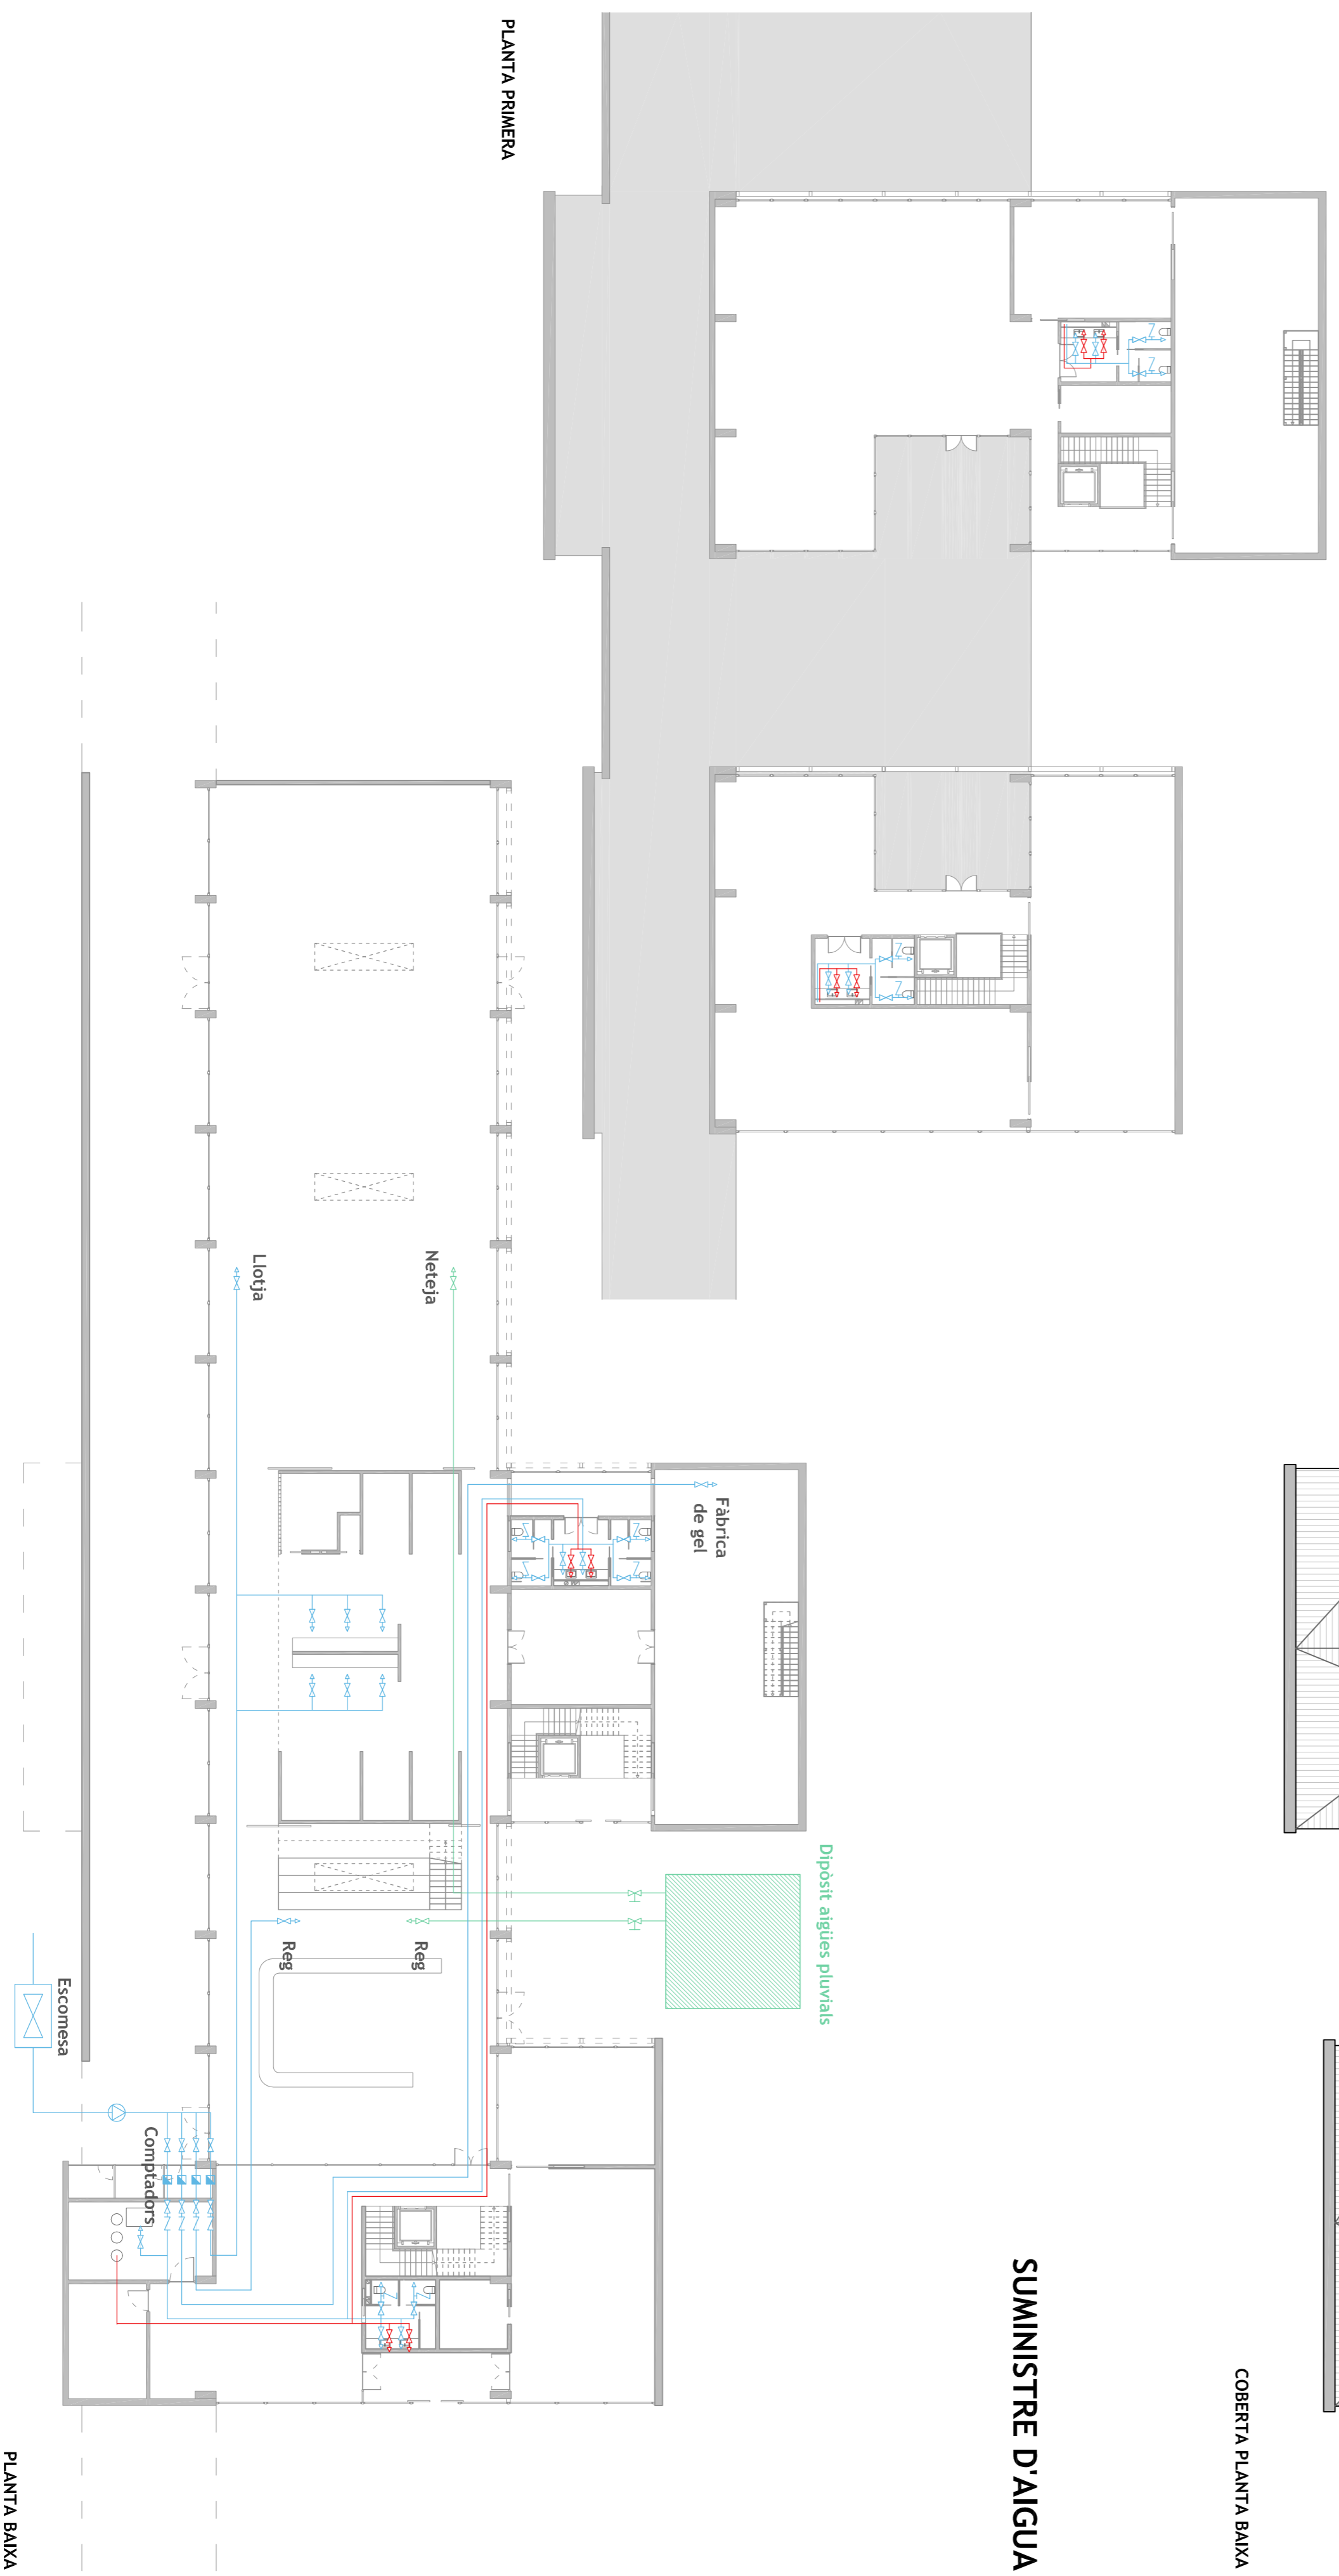 COBERTA PLANTA BAIXA
SUMINISTRE D'AIGUA
PLANTA PRIMERA
Dipòsit aigües pluvials
Fàbrica
de gel
Neteja
Reg
Reg
Llotja
Comptadors
Escomesa
PLANTA BAIXA